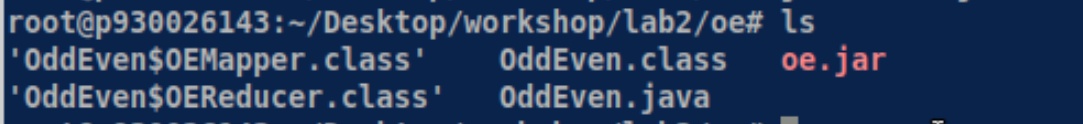 root@p930026143:~/Desktop/workshop/lab2/oe# ls
'OddEven$OEMapper.class' OddEven.class oe.jar
'OddEven$OEReducer.class' OddEven.java